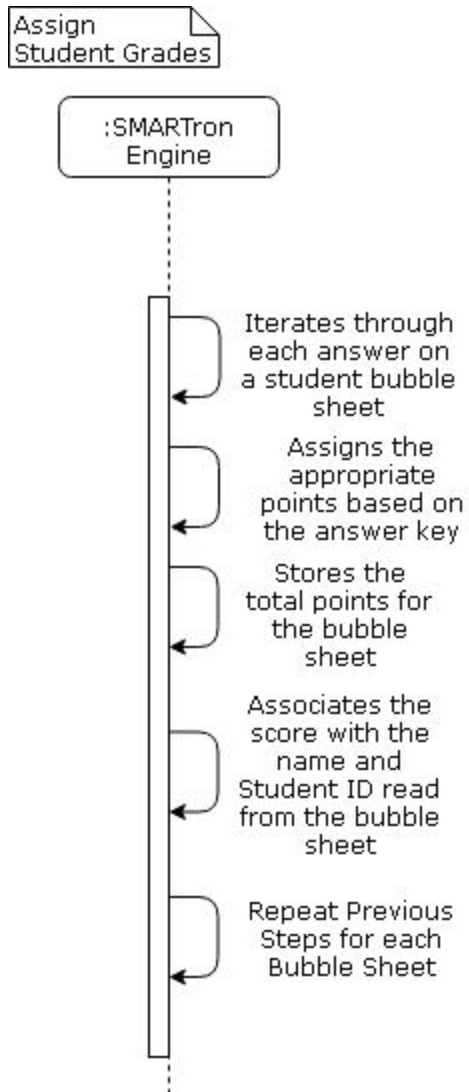 Assign
Student Grades
:SMARTron
Engine
Iterates through
each answer on
a student bubble
sheet
Assigns the
appropriate
points based on
the answer key
Stores the
total points for
the bubble
sheet
Associates the
score with the
name and
Student ID read
from the bubble
sheet
Repeat Previous
Steps for each
Bubble Sheet